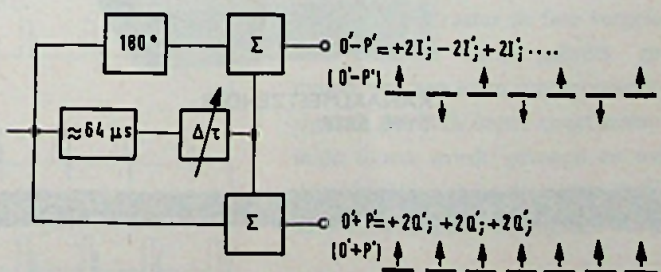 180°
Σ
O'-P'=+2I'; -2I'; +2I'; ....
(O'-P')
≈64 μs
Δτ
Σ
O'+P'=+2Q'; +2Q'; +2Q';
(O'+P')